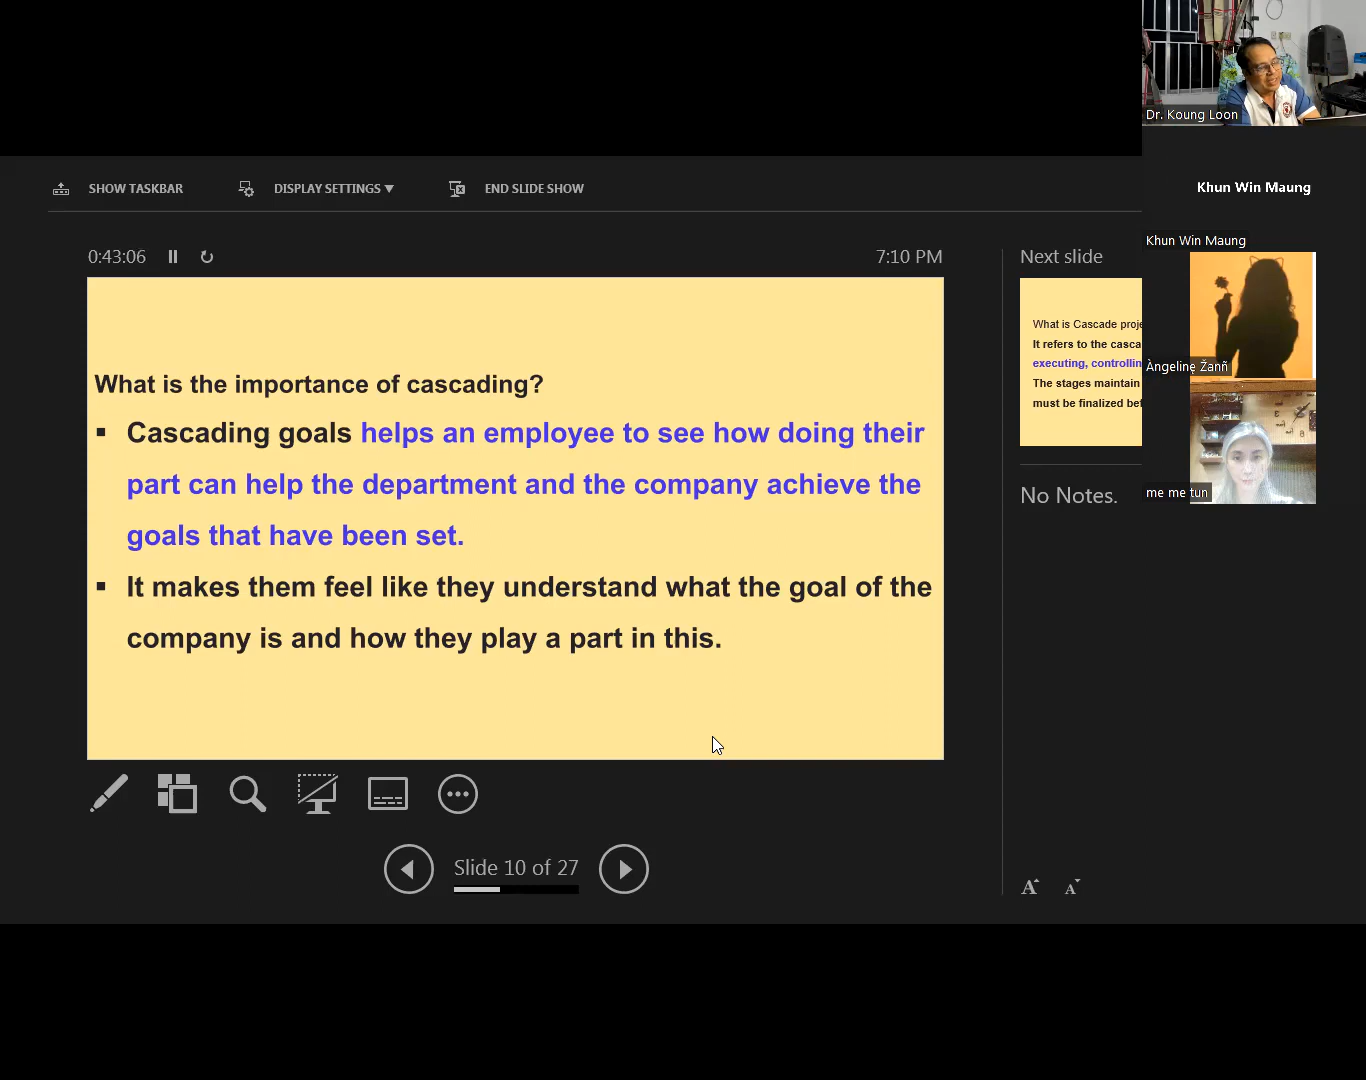 Dr. Koung Loon
SHOW TASKBAR
DISPLAY SETTINGS ▼
END SLIDE SHOW
Khun Win Maung
Khun Win Maung
0:43:06
7:10 PM
Next slide
What is the importance of cascading?
▪ Cascading goals helps an employee to see how doing their
part can help the department and the company achieve the
goals that have been set.
▪ It makes them feel like they understand what the goal of the
company is and how they play a part in this.
What is Cascade proje
It refers to the casca
executing, controllin
The stages maintain
must be finalized bef
Àngelinę Žanñ
No Notes.
me me tun
Slide 10 of 27
A
A